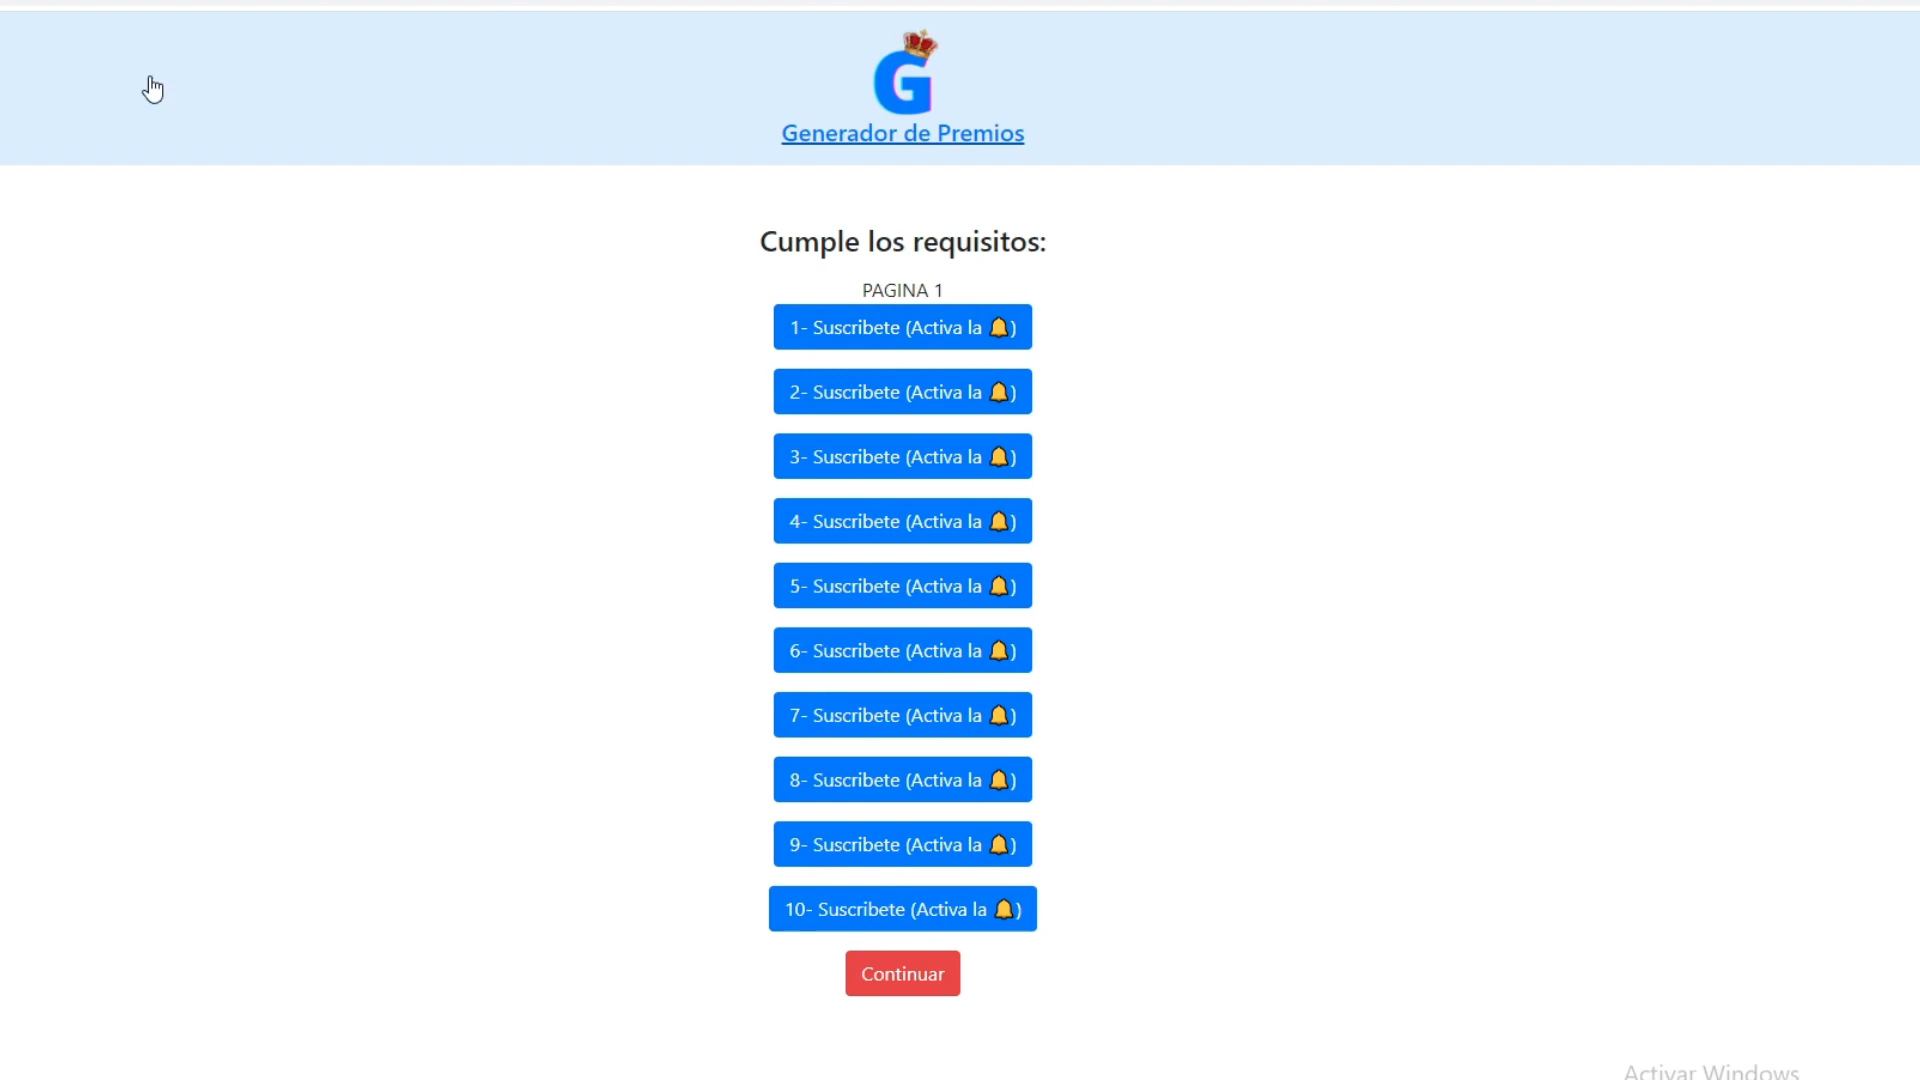 G
Generador de Premios
Cumple los requisitos:
PAGINA 1
1- Suscribete (Activa la 🔔)
2- Suscribete (Activa la 🔔)
3- Suscribete (Activa la 🔔)
4- Suscribete (Activa la 🔔)
5- Suscribete (Activa la 🔔)
6- Suscribete (Activa la 🔔)
7- Suscribete (Activa la 🔔)
8- Suscribete (Activa la 🔔)
9- Suscribete (Activa la 🔔)
10- Suscribete (Activa la 🔔)
Continuar
Activar Windows